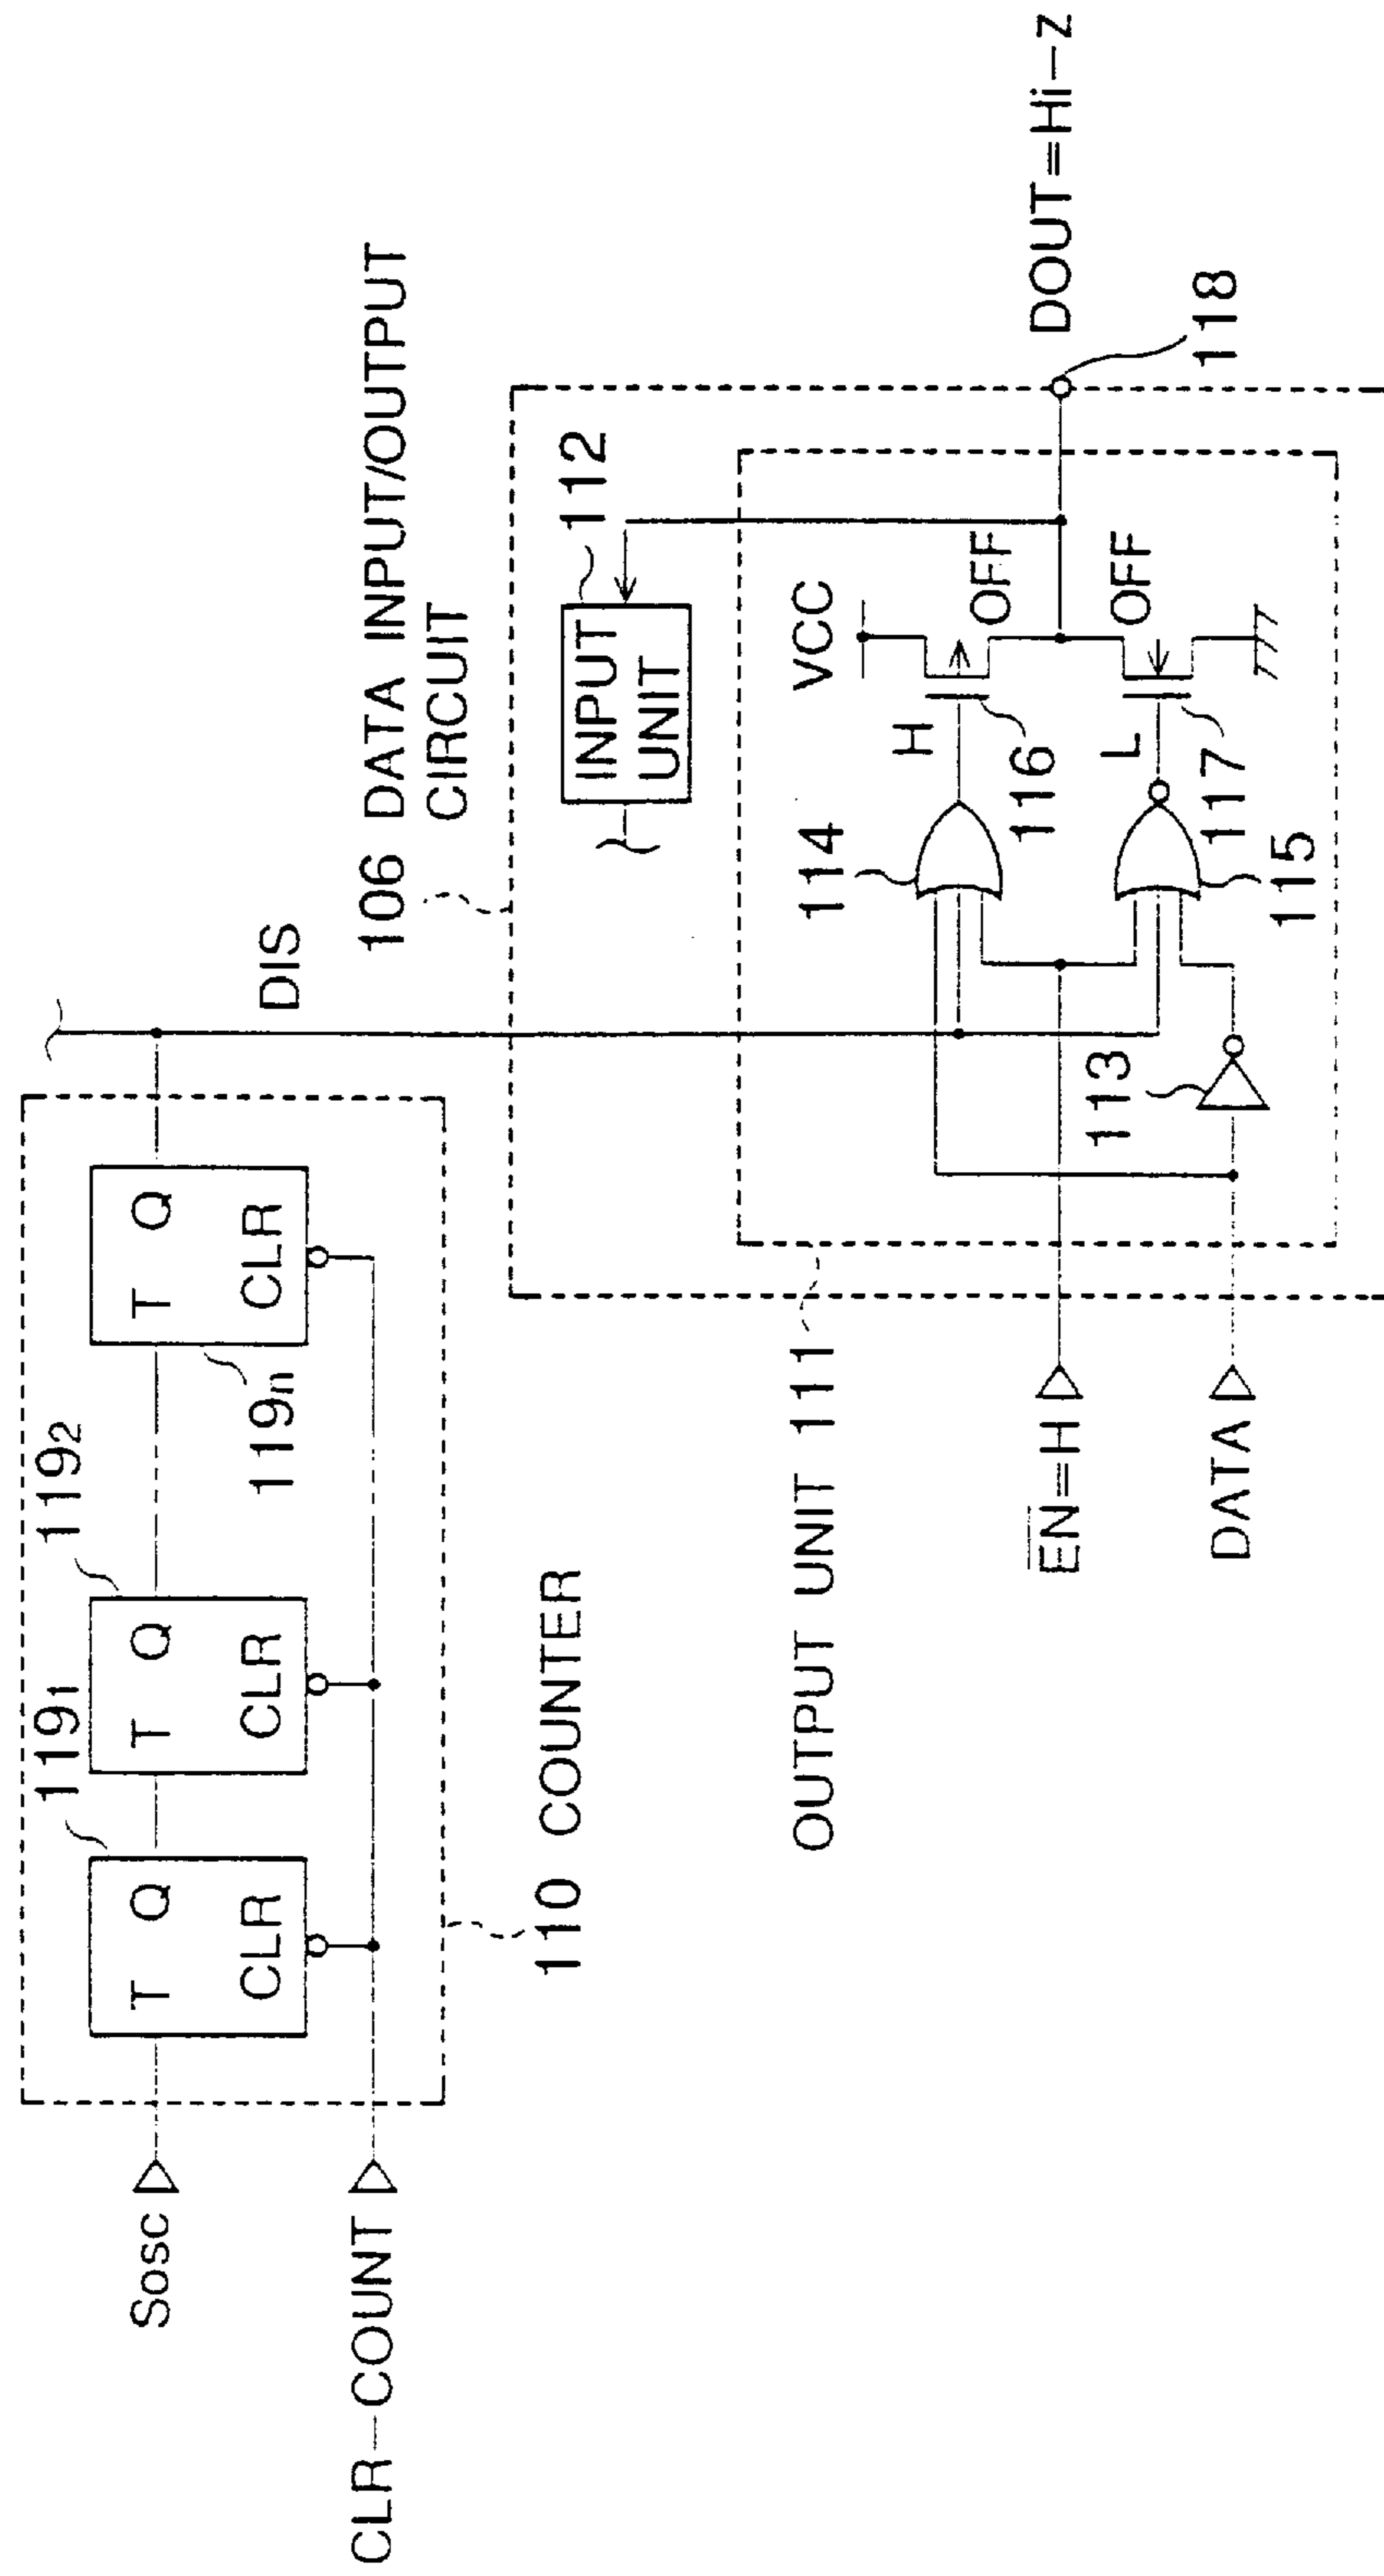 Sosc
CLR-COUNT
119₁
119₂
119n
T Q
CLR
T Q
CLR
T Q
CLR
110 COUNTER
DIS
106 DATA INPUT/OUTPUT
CIRCUIT
112
INPUT
UNIT
OUTPUT UNIT 111
VCC
114
H
OFF
116
EN=H
DOUT=Hi-Z
118
L
OFF
113
117
115
DATA